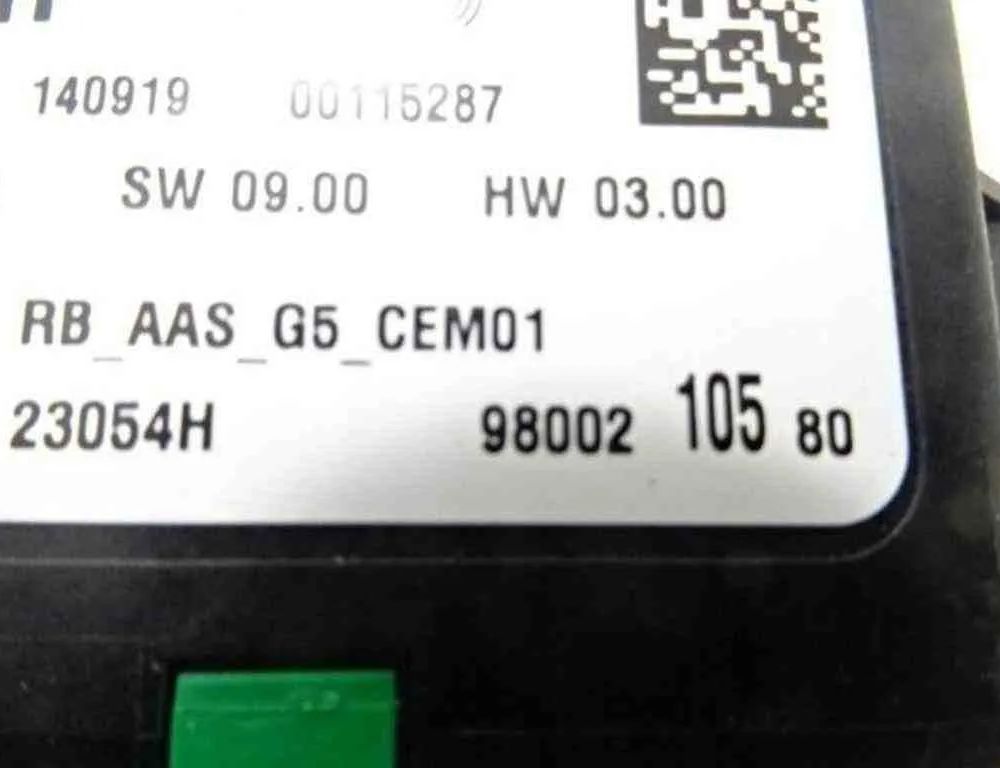 140919 00115287
SW 09.00 HW 03.00
RB_AAS_G5_CEM01
23054H 98002 105 80